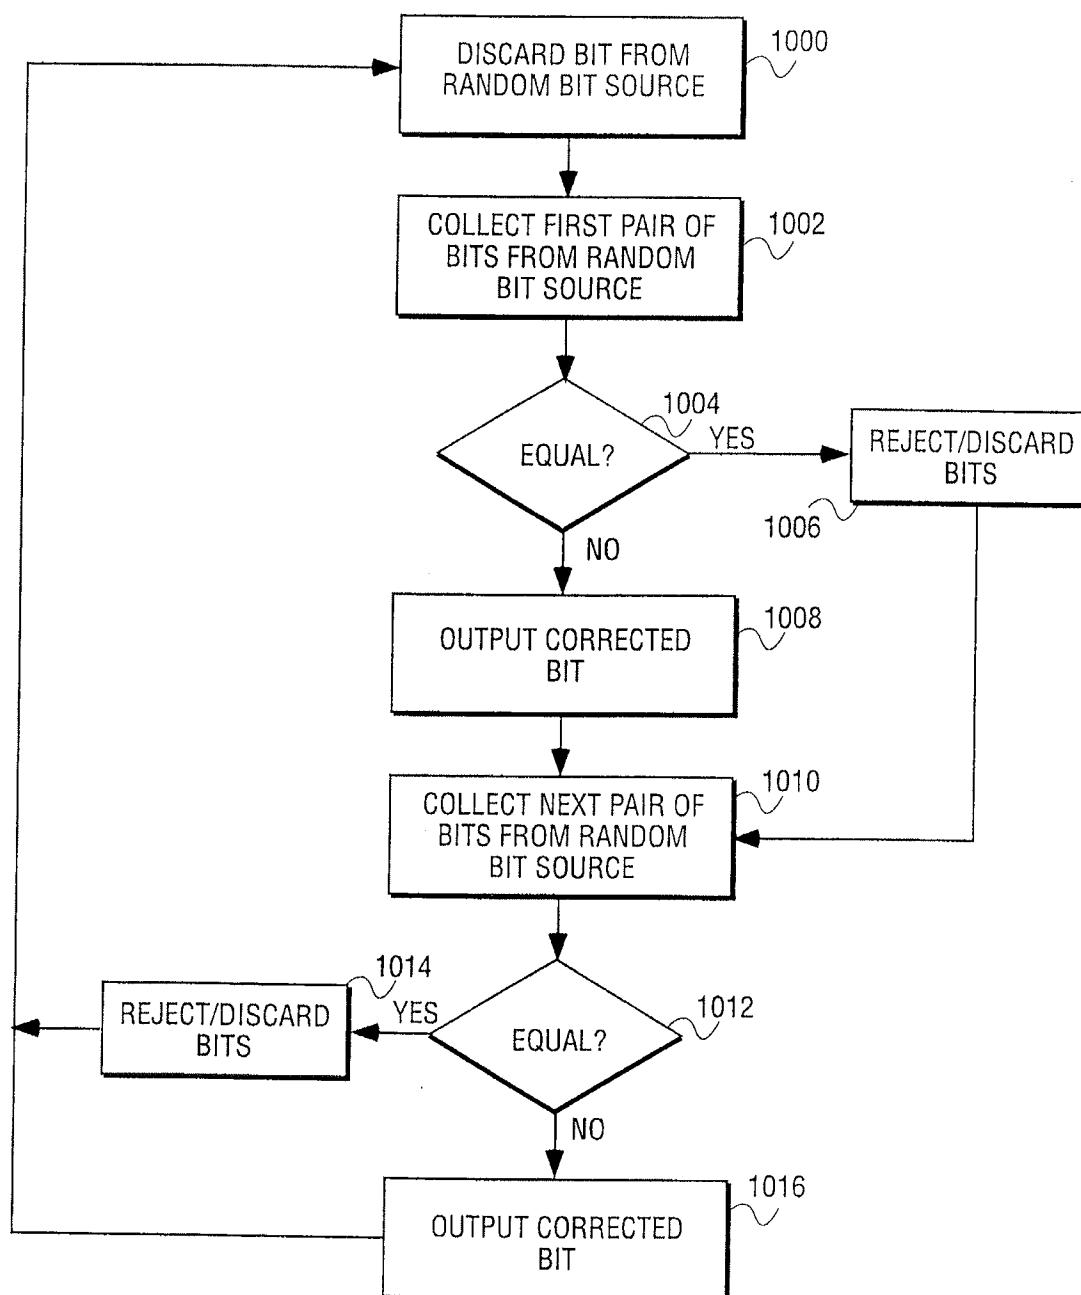 DISCARD BIT FROM
RANDOM BIT SOURCE
1000
COLLECT FIRST PAIR OF
BITS FROM RANDOM
BIT SOURCE
1002
EQUAL?
1004
YES
REJECT/DISCARD
BITS
1006
NO
OUTPUT CORRECTED
BIT
1008
COLLECT NEXT PAIR OF
BITS FROM RANDOM
BIT SOURCE
1010
EQUAL?
1012
YES
REJECT/DISCARD
BITS
1014
NO
OUTPUT CORRECTED
BIT
1016